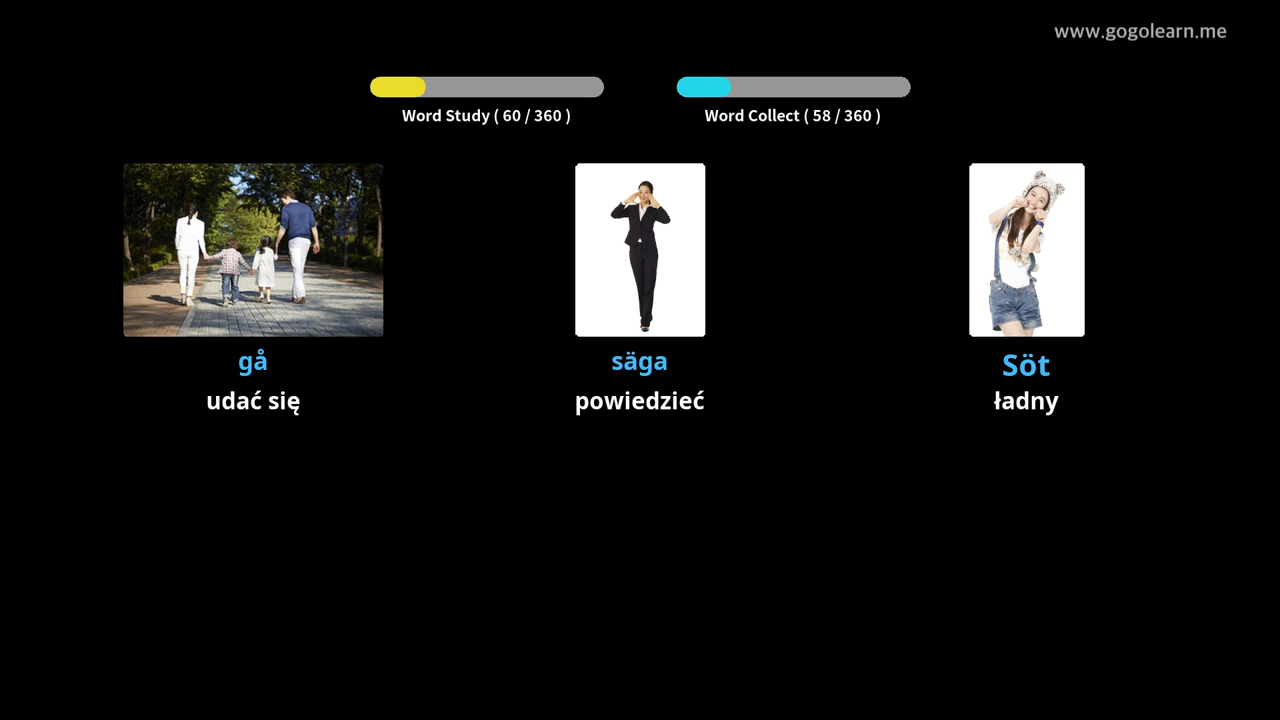 www.gogolearn.me
Word Study ( 60 / 360 )
Word Collect ( 58 / 360 )
gå
udać się
säga
powiedzieć
Söt
ładny